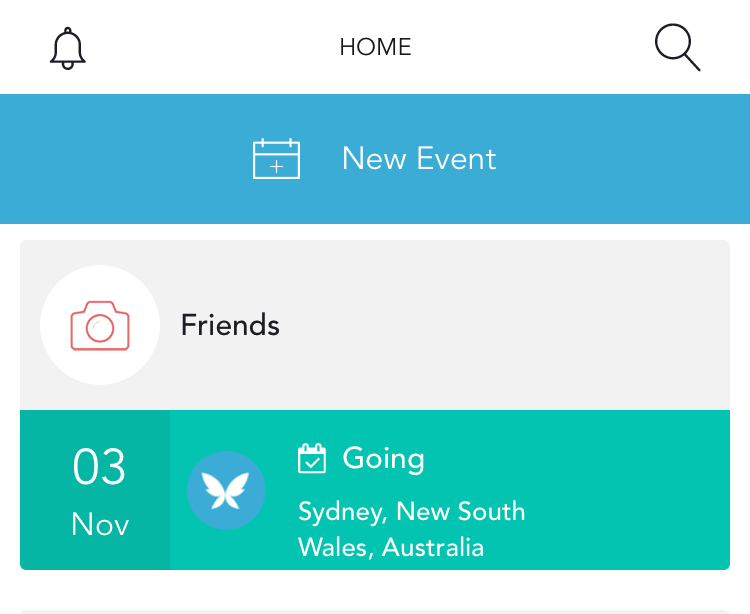 HOME
New Event
Friends
03
Nov
Going
Sydney, New South
Wales, Australia